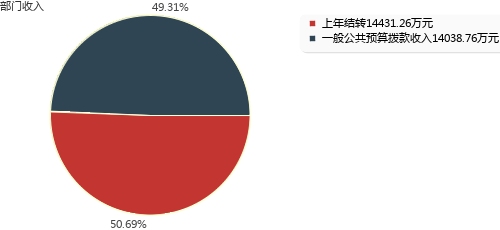 部门收入
49.31%
上年结转14431.26万元
一般公共预算拨款收入14038.76万元
50.69%